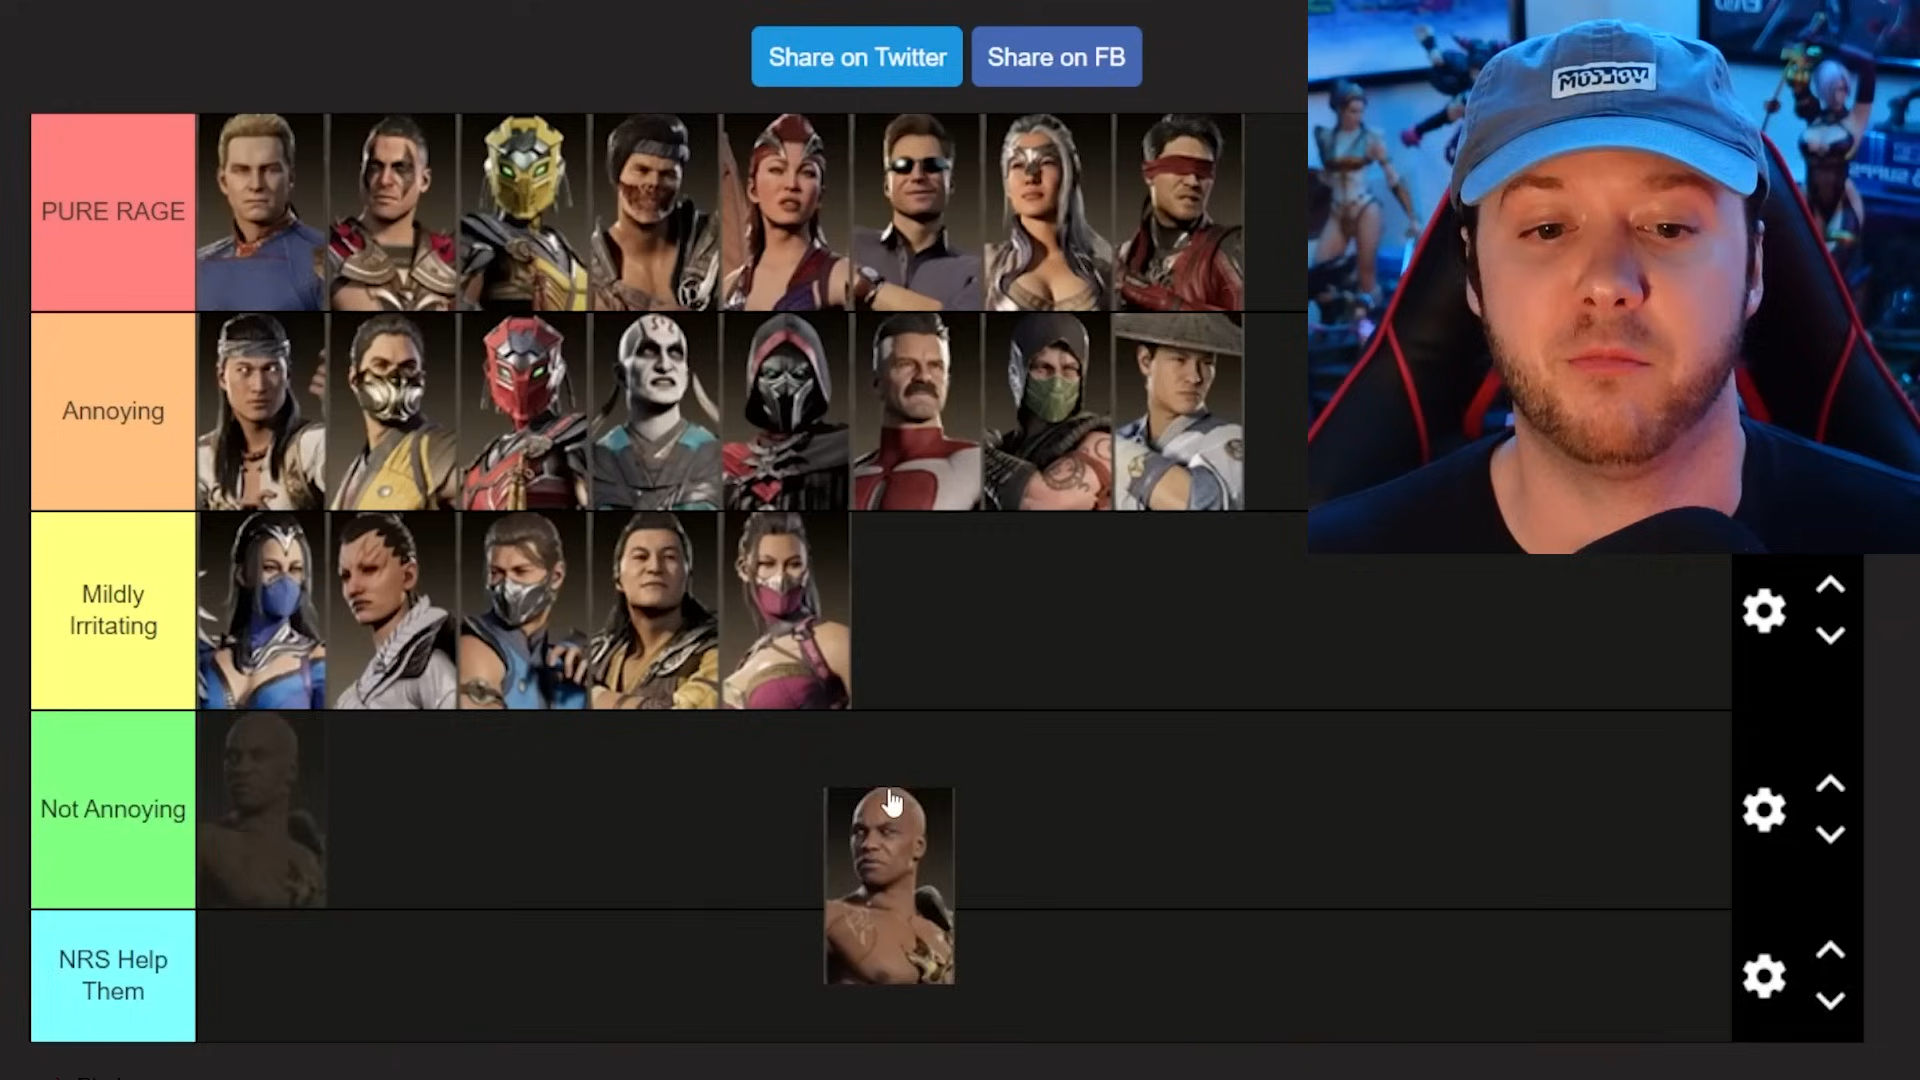 Share on Twitter
Share on FB
PURE RAGE
Annoying
Mildly
Irritating
Not Annoying
NRS Help
Them